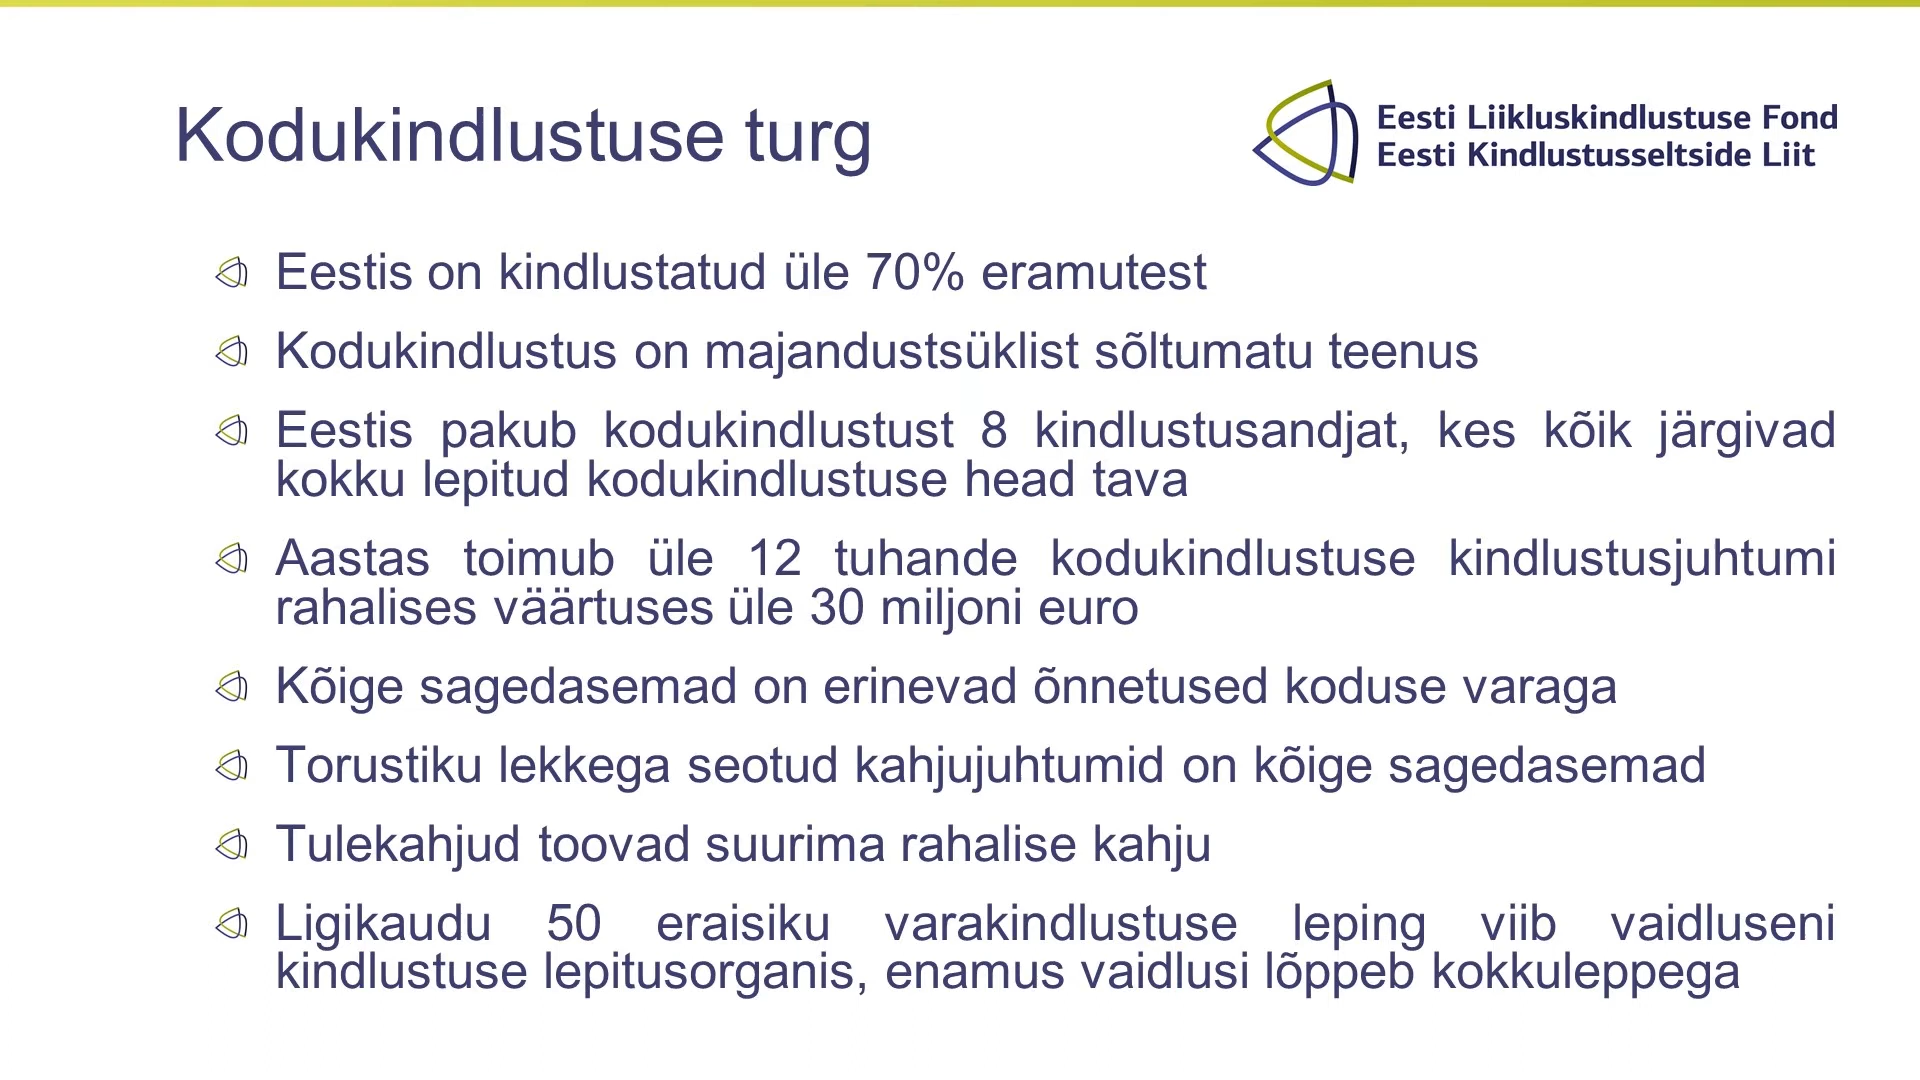 Kodukindlustuse turg
Eesti Liikluskindlustuse Fond
Eesti Kindlustusseltside Liit
Eestis on kindlustatud üle 70% eramutest
Kodukindlustus on majandustsüklist sõltumatu teenus
Eestis pakub kodukindlustust 8 kindlustusandjat, kes kõik järgivad
kokku lepitud kodukindlustuse head tava
Aastas toimub üle 12 tuhande kodukindlustuse kindlustusjuhtumi
rahalises väärtuses üle 30 miljoni euro
Kõige sagedasemad on erinevad õnnetused koduse varaga
Torustiku lekkega seotud kahjujuhtumid on kõige sagedasemad
Tulekahjud toovad suurima rahalise kahju
Ligikaudu 50 eraisiku varakindlustuse leping viib vaidluseni
kindlustuse lepitusorganis, enamus vaidlusi lõppeb kokkuleppega